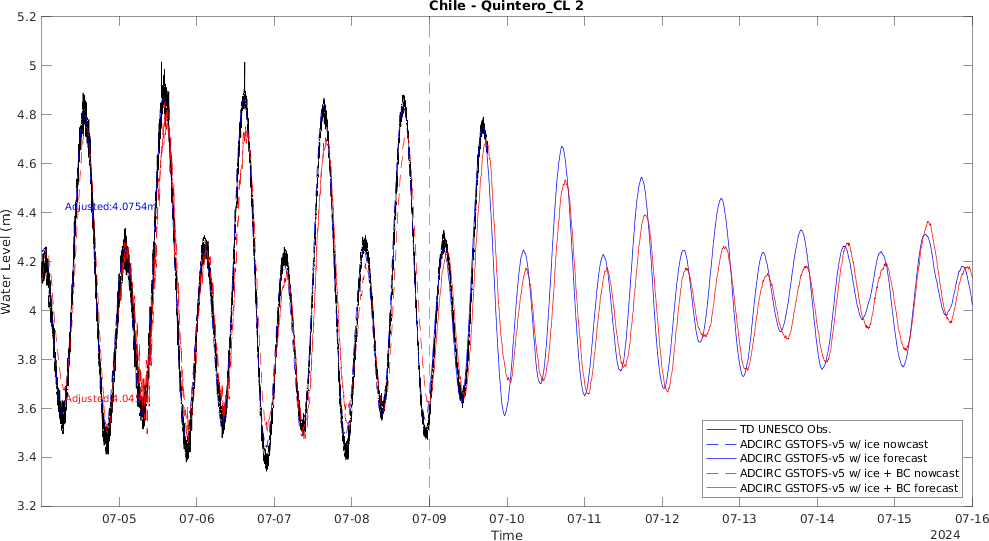 Chile - Quintero_CL 2
5.2
5
4.8
4.6
4.4
4.2
4
3.8
3.6
3.4
3.2
Water Level (m)
Adjusted:4.0754m
TD UNESCO Obs.
ADCIRC GSTOFS-v5 w/ ice nowcast
ADCIRC GSTOFS-v5 w/ ice forecast
ADCIRC GSTOFS-v5 w/ ice + BC nowcast
ADCIRC GSTOFS-v5 w/ ice + BC forecast
07-05 07-06 07-07 07-08 07-09 07-10 07-11 07-12 07-13 07-14 07-15 07-16
Time
2024